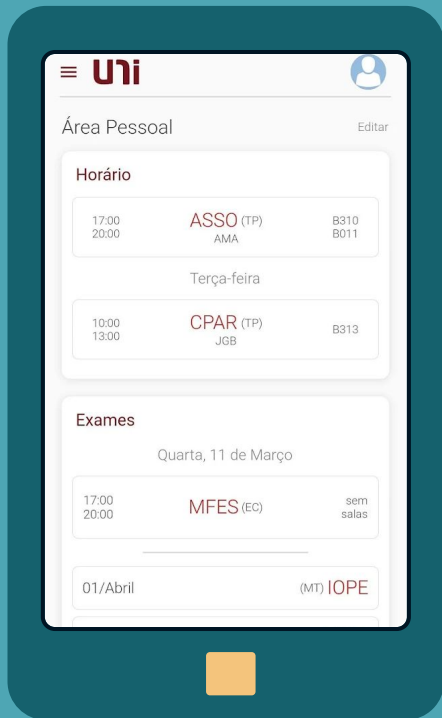 uni
Área Pessoal Editar
Horário
17:00 ASSO (TP) B310
20:00 AMA B011
Terça-feira
10:00 CPAR (TP) B313
13:00 JGB
Exames
Quarta, 11 de Março
17:00 MFES (EC) sem
20:00 salas
01/Abril (MT) IOPE